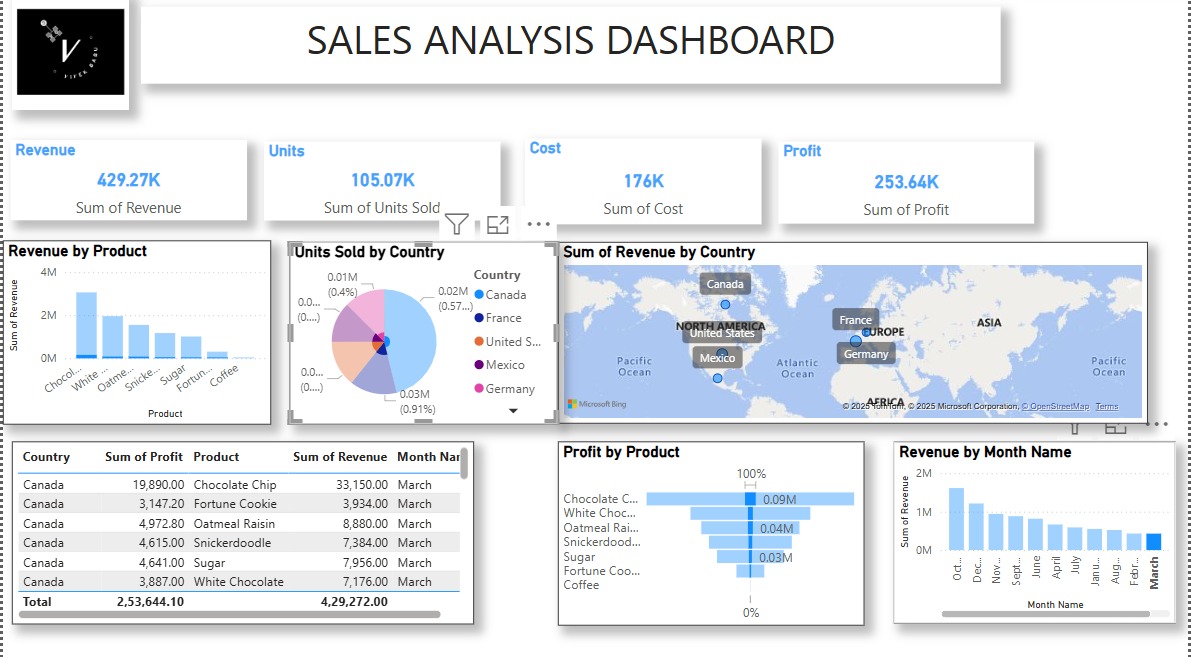 SALES ANALYSIS DASHBOARD
V
VIVEK BABU
Revenue
429.27K
Sum of Revenue
Units
105.07K
Sum of Units Sold
Cost
176K
Sum of Cost
Profit
253.64K
Sum of Profit
Revenue by Product
Sum of Revenue
4M
2M
0M
Chocol...
White ...
Oatme...
Snicke...
Sugar
Fortun...
Coffee
Product
Units Sold by Country
0.01M
(0.4%)
0.0...
(0....)
0.0...
(0....)
0.02M
(0.57...)
0.03M
(0.91%)
Country
Canada
France
United S...
Mexico
Germany
Sum of Revenue by Country
Canada
NORTH AMERICA
United States
Mexico
France
EUROPE
Germany
ASIA
AFRICA
Pacific
Ocean
Atlantic
Ocean
Pacific
Ocean
Microsoft Bing
© 2025 TomTom, © 2025 Microsoft Corporation, © OpenStreetMap Terms
Country Sum of Profit Product Sum of Revenue Month Nar
Canada 19,890.00 Chocolate Chip 33,150.00 March
Canada 3,147.20 Fortune Cookie 3,934.00 March
Canada 4,972.80 Oatmeal Raisin 8,880.00 March
Canada 4,615.00 Snickerdoodle 7,384.00 March
Canada 4,641.00 Sugar 7,956.00 March
Canada 3,887.00 White Chocolate 7,176.00 March
Total 2,53,644.10 4,29,272.00
Profit by Product
100%
Chocolate C... 0.09M
White Choc...
Oatmeal Rai... 0.04M
Snickerdood...
Sugar 0.03M
Fortune Coo...
Coffee
0%
Revenue by Month Name
Sum of Revenue
2M
1M
0M
Oct...
Dec...
Nov...
Sept...
June
April
July
Janu...
Aug...
Febr...
March
Month Name